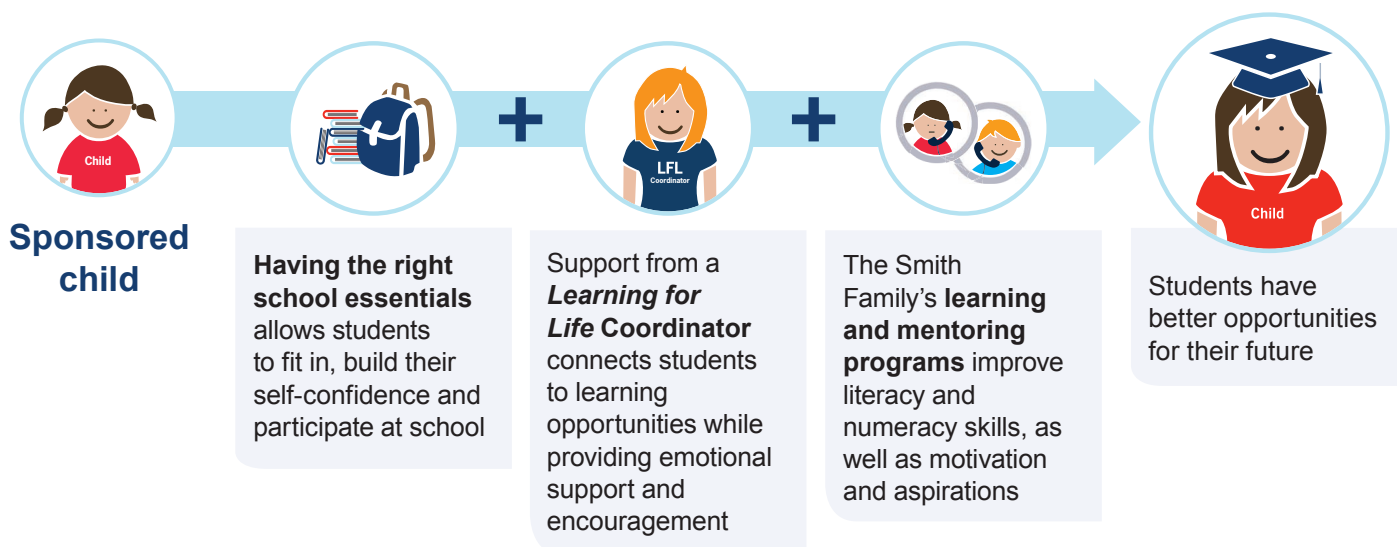 Child
Sponsored
child
Having the right
school essentials
allows students
to fit in, build their
self-confidence and
participate at school
+
LFL
Coordinator
Support from a
Learning for
Life Coordinator
connects students
to learning
opportunities while
providing emotional
support and
encouragement
+
The Smith
Family’s learning
and mentoring
programs improve
literacy and
numeracy skills, as
well as motivation
and aspirations
Child
Students have
better opportunities
for their future